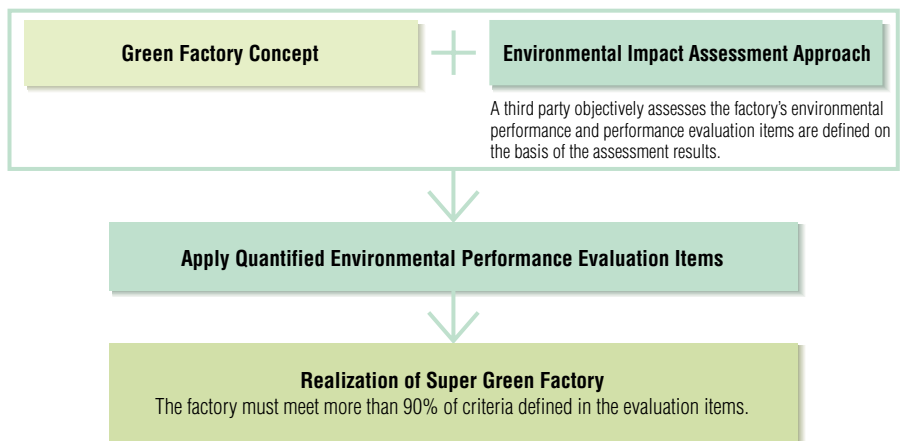 Green Factory Concept
Environmental Impact Assessment Approach
A third party objectively assesses the factory's environmental
performance and performance evaluation items are defined on
the basis of the assessment results.
Apply Quantified Environmental Performance Evaluation Items
Realization of Super Green Factory
The factory must meet more than 90% of criteria defined in the evaluation items.